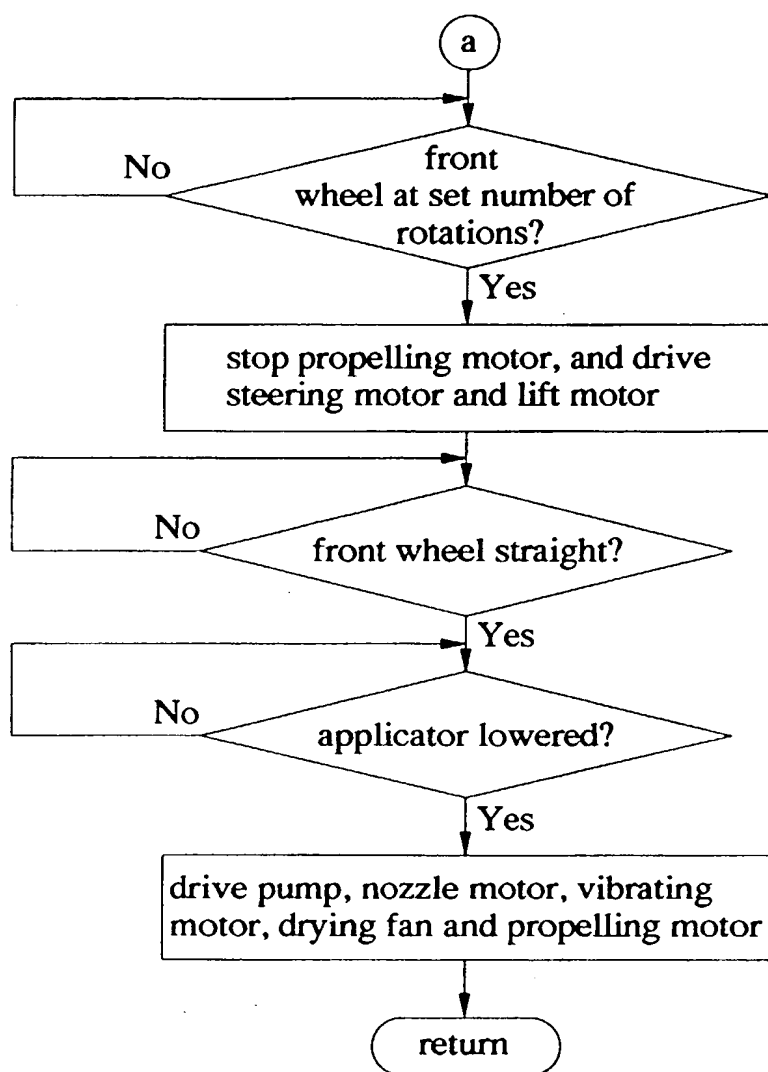 a
No
front
wheel at set number of
rotations?
Yes
stop propelling motor, and drive
steering motor and lift motor
No
front wheel straight?
Yes
No
applicator lowered?
Yes
drive pump, nozzle motor, vibrating
motor, drying fan and propelling motor
return